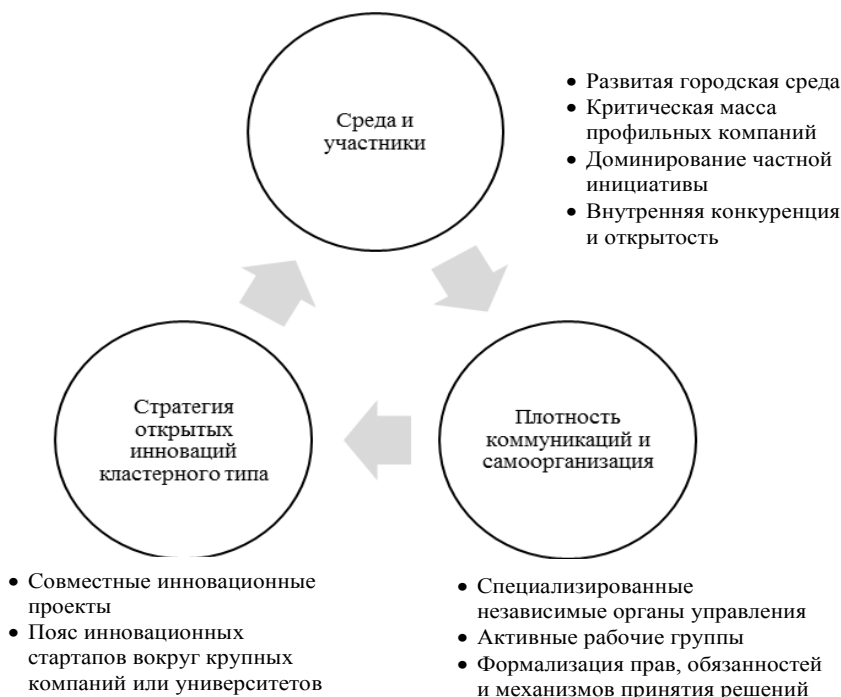 Среда и
участники
• Развитая городская среда
• Критическая масса
профильных компаний
• Доминирование частной
инициативы
• Внутренняя конкуренция
и открытость
Стратегия
открытых
инноваций
кластерного типа
Плотность
коммуникаций и
самоорганизация
• Совместные инновационные
проекты
• Пояс инновационных
стартапов вокруг крупных
компаний или университетов
• Специализированные
независимые органы управления
• Активные рабочие группы
• Формализация прав, обязанностей
и механизмов принятия решений